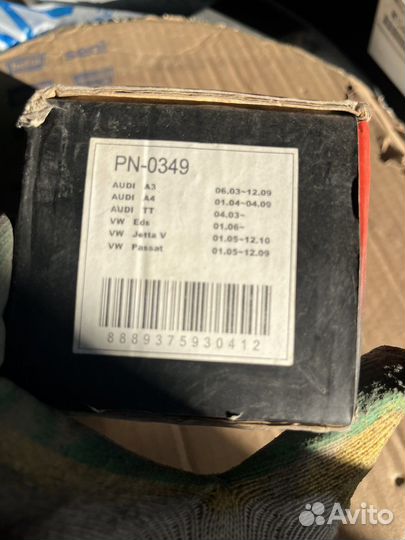 PN-0349
AUDI A3 06.03~12.09
AUDI A4 01.04~04.09
AUDI TT 04.03~
VW Eds 01.06~
VW Jetta V 01.05~12.10
VW Passat 01.05~12.09
8889375930412
Avito